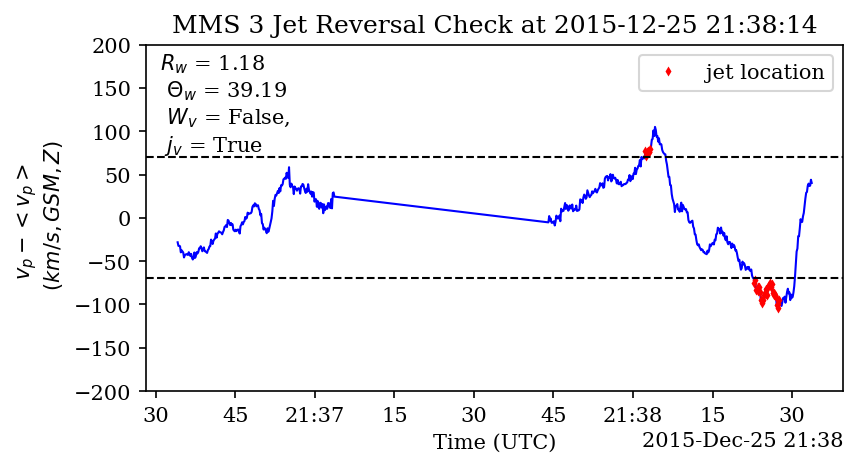 MMS 3 Jet Reversal Check at 2015-12-25 21:38:14
R_w = 1.18
Θ_w = 39.19
W_v = False,
j_v = True
jet location
v_p − < v_p >
(km/s, GSM, Z)
200
150
100
50
0
−50
−100
−150
−200
30 45 21:37 15 30 45 21:38 15 30
Time (UTC)
2015-Dec-25 21:38